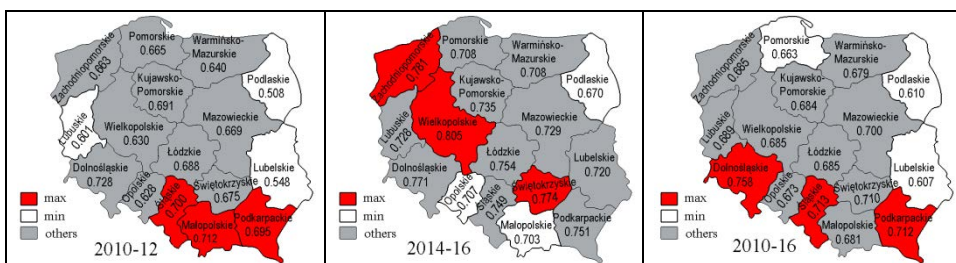 Zachodniopomorskie
0.663
Pomorskie
0.665
Warmińsko-
Mazurskie
0.640
Podlaskie
0.508
Kujawsko-
Pomorskie
0.691
Lubuskie
0.601
Wielkopolskie
0.630
Mazowieckie
0.669
Łódzkie
0.688
Dolnośląskie
0.728
Opolskie
0.628
Śląskie
0.700
Świętokrzyskie
0.675
Lubelskie
0.548
Małopolskie
0.712
Podkarpackie
0.695
max
min
others
2010-12
Zachodniopomorskie
0.781
Pomorskie
0.708
Warmińsko-
Mazurskie
0.708
Podlaskie
0.670
Kujawsko-
Pomorskie
0.735
Lubuskie
0.728
Wielkopolskie
0.805
Mazowieckie
0.729
Łódzkie
0.754
Dolnośląskie
0.771
Opolskie
0.707
Śląskie
0.749
Świętokrzyskie
0.774
Lubelskie
0.720
Małopolskie
0.703
Podkarpackie
0.751
max
min
others
2014-16
Zachodniopomorskie
0.685
Pomorskie
0.663
Warmińsko-
Mazurskie
0.679
Podlaskie
0.610
Kujawsko-
Pomorskie
0.684
Lubuskie
0.689
Wielkopolskie
0.685
Mazowieckie
0.700
Łódzkie
0.685
Dolnośląskie
0.758
Opolskie
0.673
Śląskie
0.713
Świętokrzyskie
0.710
Lubelskie
0.607
Małopolskie
0.681
Podkarpackie
0.712
max
min
others
2010-16